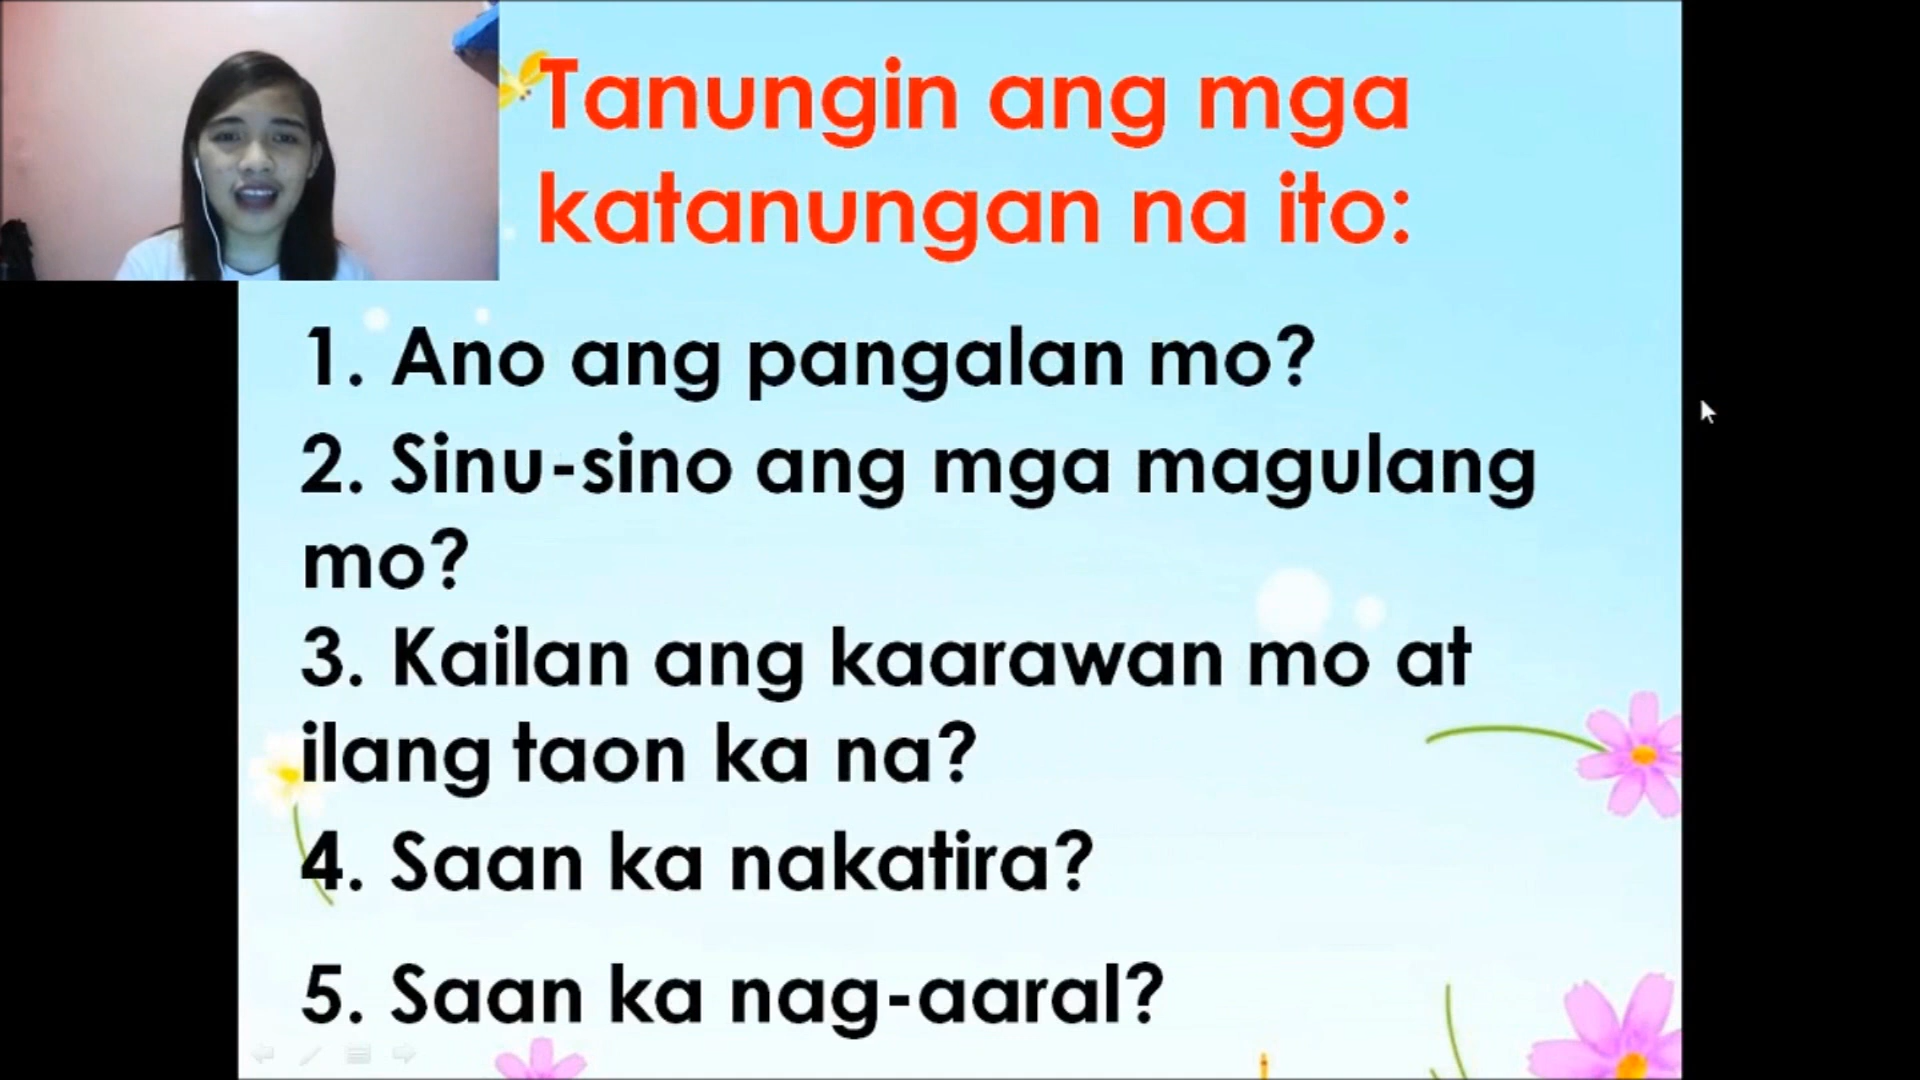 Tanungin ang mga
katanungan na ito:
1. Ano ang pangalan mo?
2. Sinu-sino ang mga magulang
mo?
3. Kailan ang kaarawan mo at
ilang taon ka na?
4. Saan ka nakatira?
5. Saan ka nag-aaral?